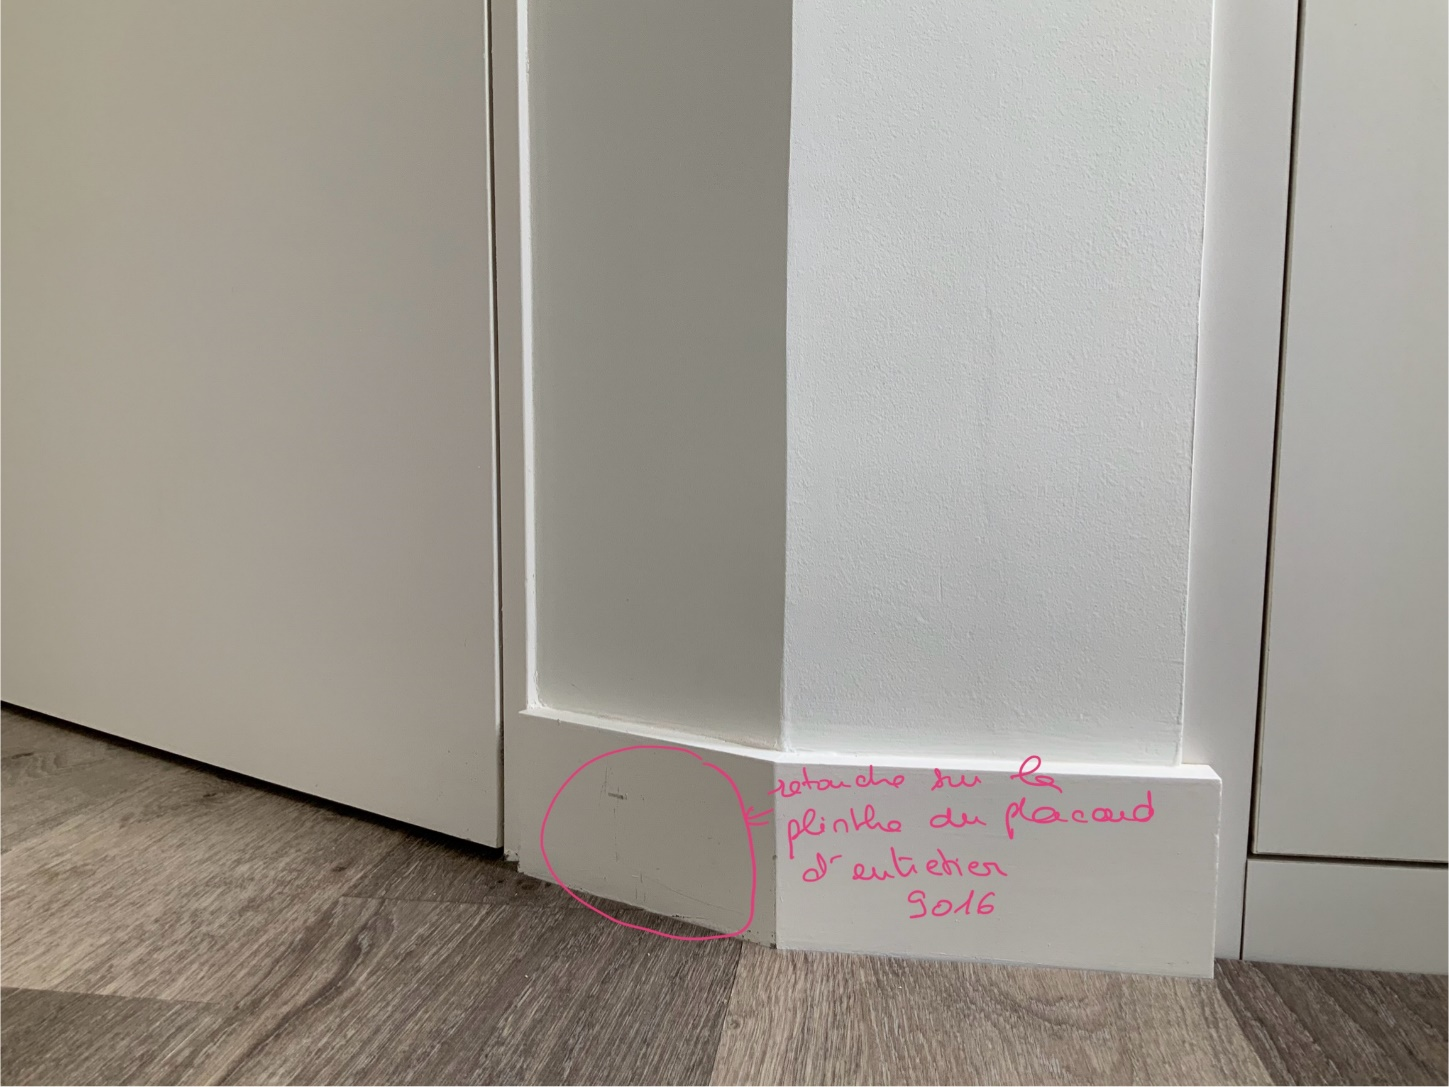 retouche sur la
plinthe du placard
d'entretien
9016